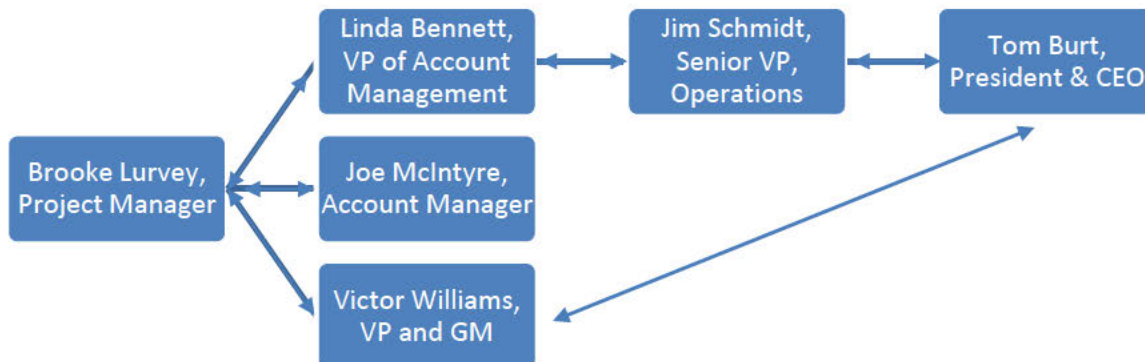 Linda Bennett,
VP of Account
Management
Jim Schmidt,
Senior VP,
Operations
Tom Burt,
President & CEO
Brooke Lurvey,
Project Manager
Joe McIntyre,
Account Manager
Victor Williams,
VP and GM